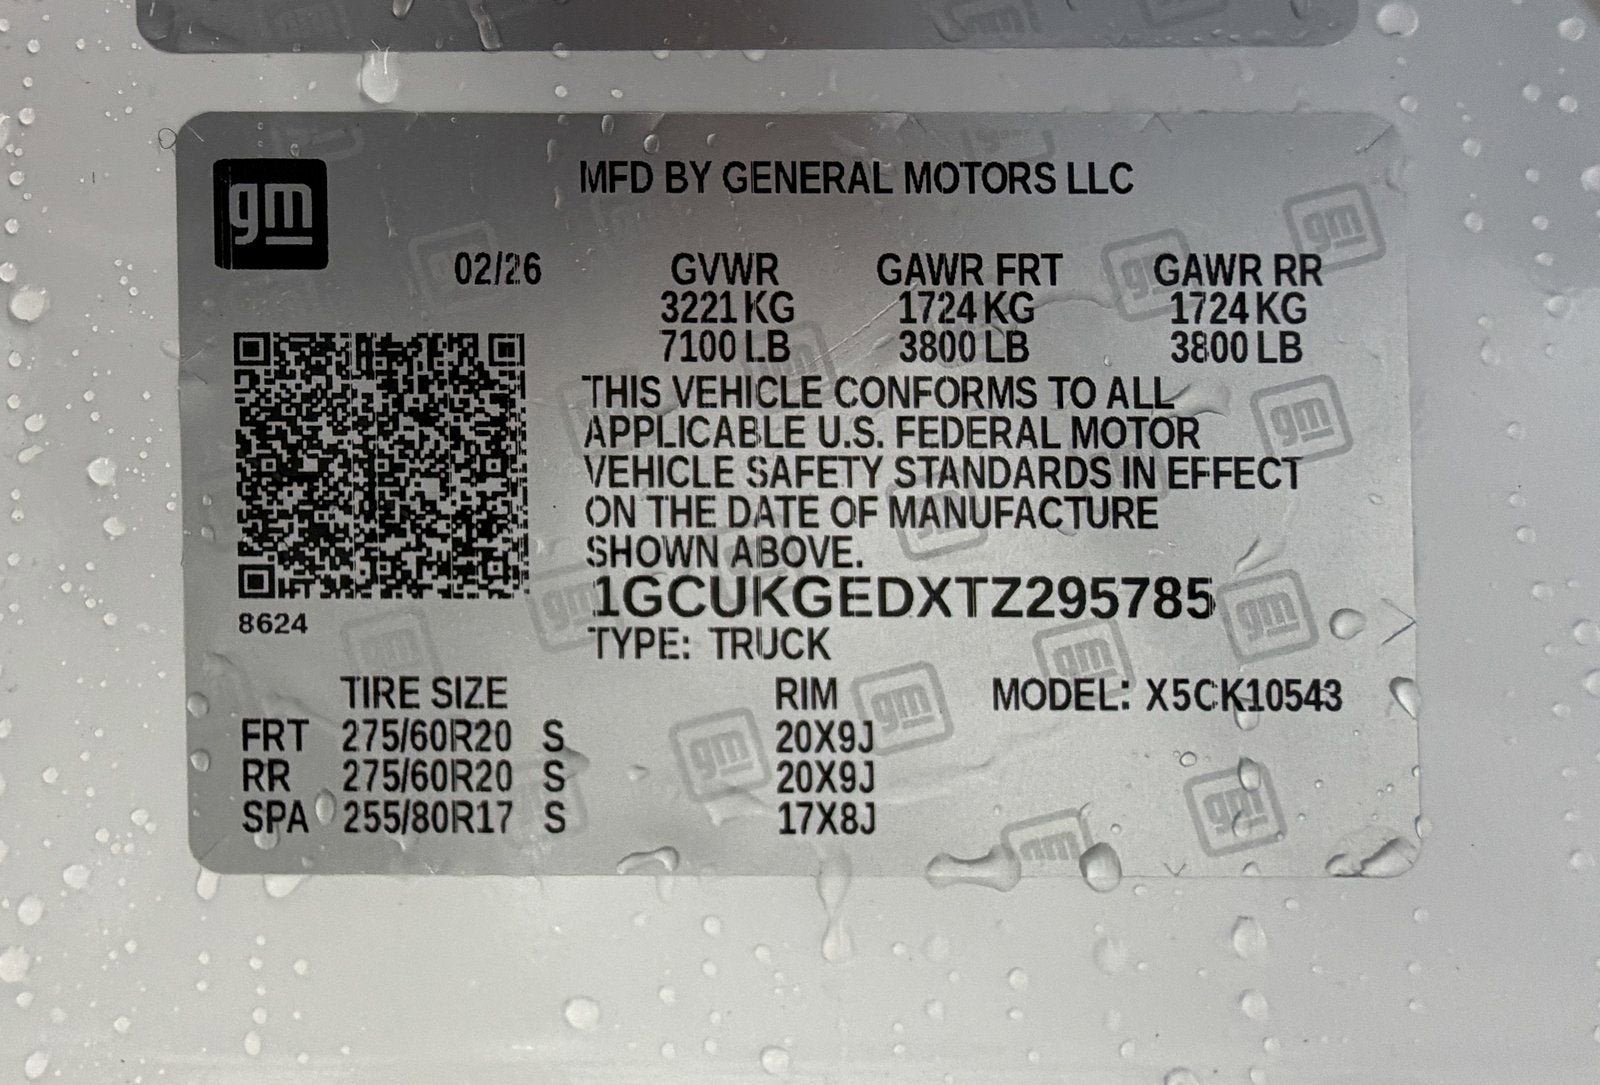 gm
MFD BY GENERAL MOTORS LLC
02/26
GVWR GAWR FRT GAWR RR
3221 KG 1724 KG 1724 KG
7100 LB 3800 LB 3800 LB
THIS VEHICLE CONFORMS TO ALL
APPLICABLE U.S. FEDERAL MOTOR
VEHICLE SAFETY STANDARDS IN EFFECT
ON THE DATE OF MANUFACTURE
SHOWN ABOVE.
1GCUKGEDXTZ295785
8624
TYPE: TRUCK
TIRE SIZE RIM MODEL: X5CK10543
FRT 275/60R20 S 20X9J
RR 275/60R20 S 20X9J
SPA 255/80R17 S 17X8J